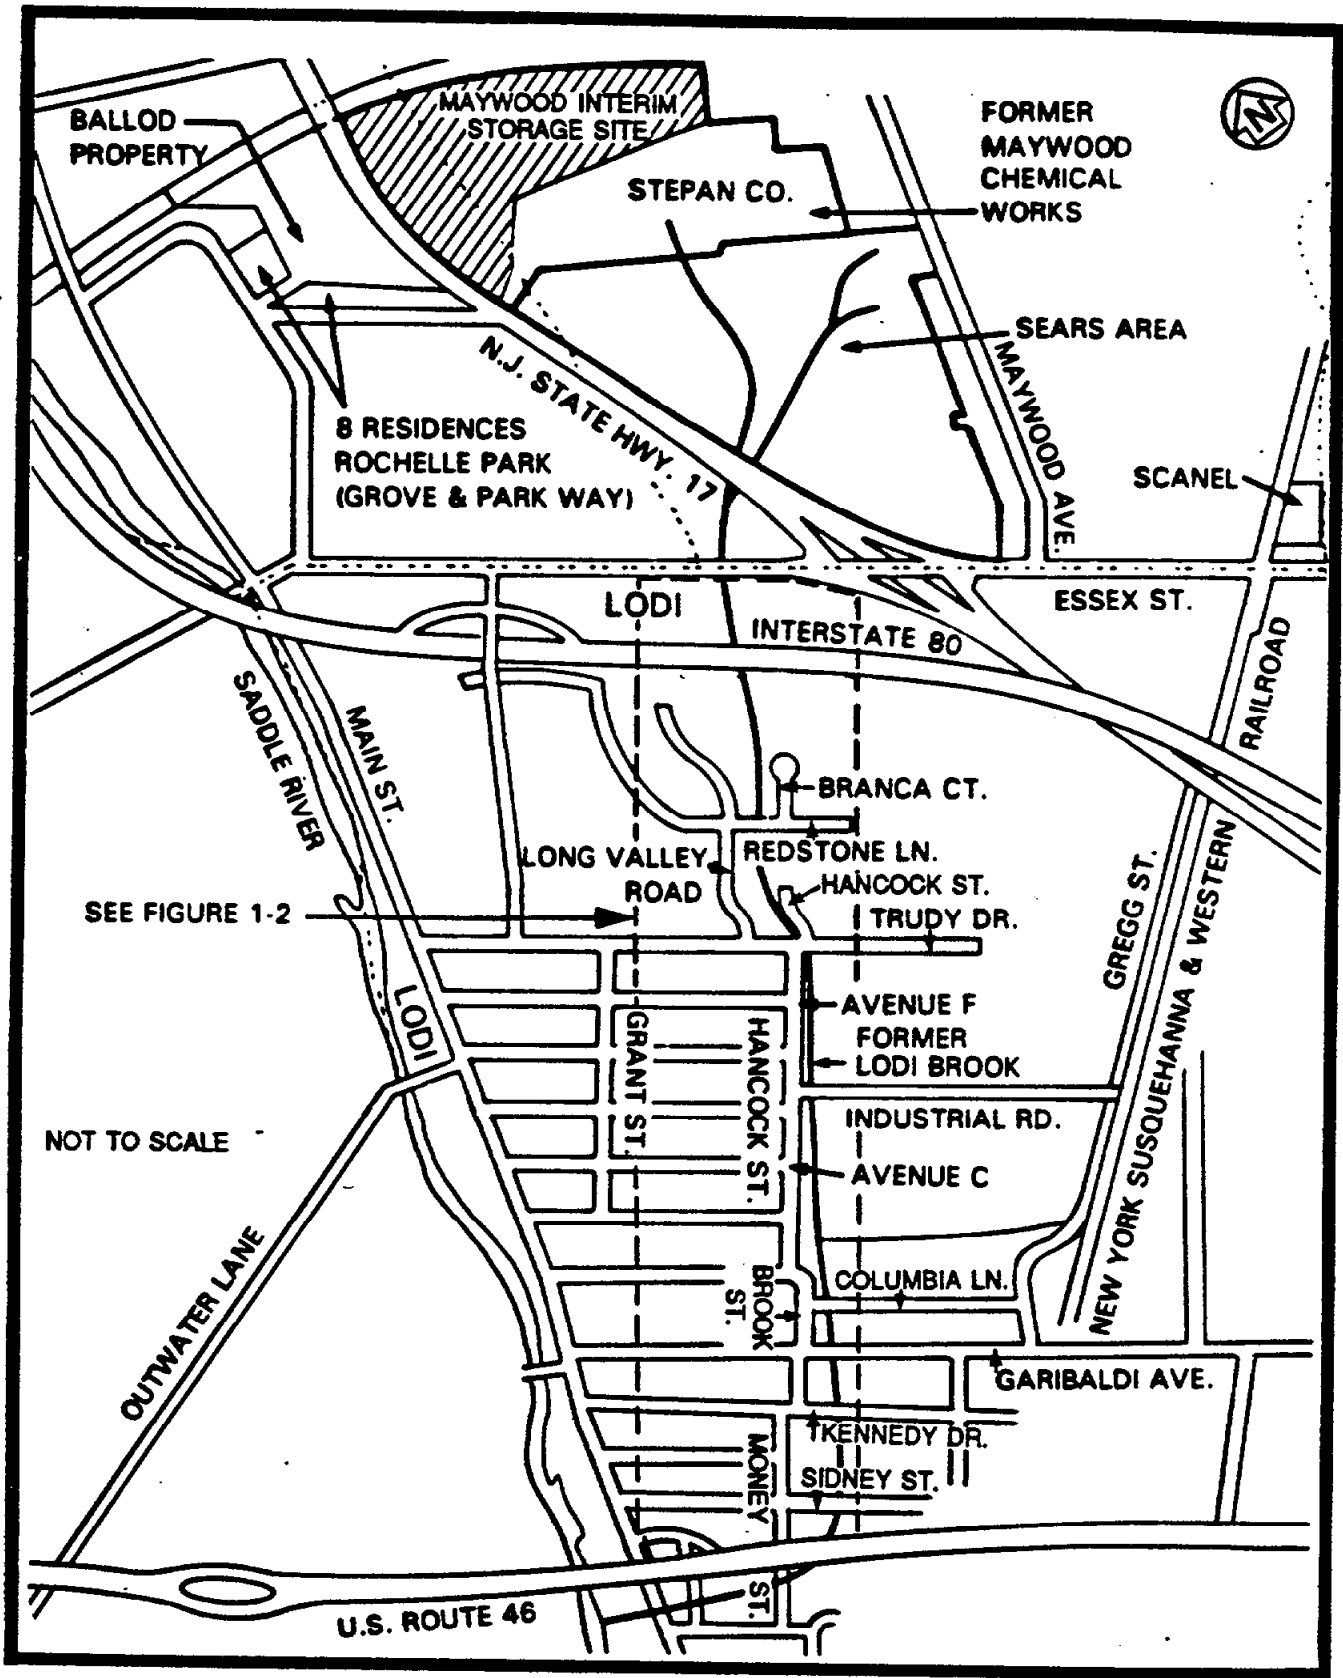 MAYWOOD INTERIM
STORAGE SITE
BALLOD
PROPERTY
FORMER
MAYWOOD
CHEMICAL
WORKS
N
STEPAN CO.
SEARS AREA
N.J. STATE HWY. 17
MAYWOOD AVE.
8 RESIDENCES
ROCHELLE PARK
(GROVE & PARK WAY)
SCANEL
LODI
ESSEX ST.
INTERSTATE 80
SADDLE RIVER
MAIN ST.
RAILROAD
BRANCA CT.
LONG VALLEY
ROAD
REDSTONE LN.
HANCOCK ST.
TRUDY DR.
SEE FIGURE 1-2
GREGG ST.
NEW YORK SUSQUEHANNA & WESTERN
LODI
AVENUE F
FORMER
LODI BROOK
GRANT ST.
HANCOCK ST.
INDUSTRIAL RD.
NOT TO SCALE
AVENUE C
OUTWATER LANE
BROOK
ST.
COLUMBIA LN.
GARIBALDI AVE.
KENNEDY DR.
MONEY ST.
SIDNEY ST.
U.S. ROUTE 46